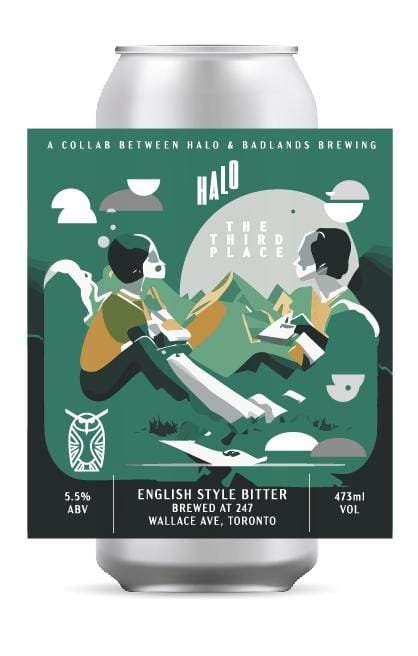 A COLLAB BETWEEN HALO & BADLANDS BREWING
HALO
THE
THIRD
PLACE
5.5%
ABV
ENGLISH STYLE BITTER
BREWED AT 247
WALLACE AVE, TORONTO
473ml
VOL